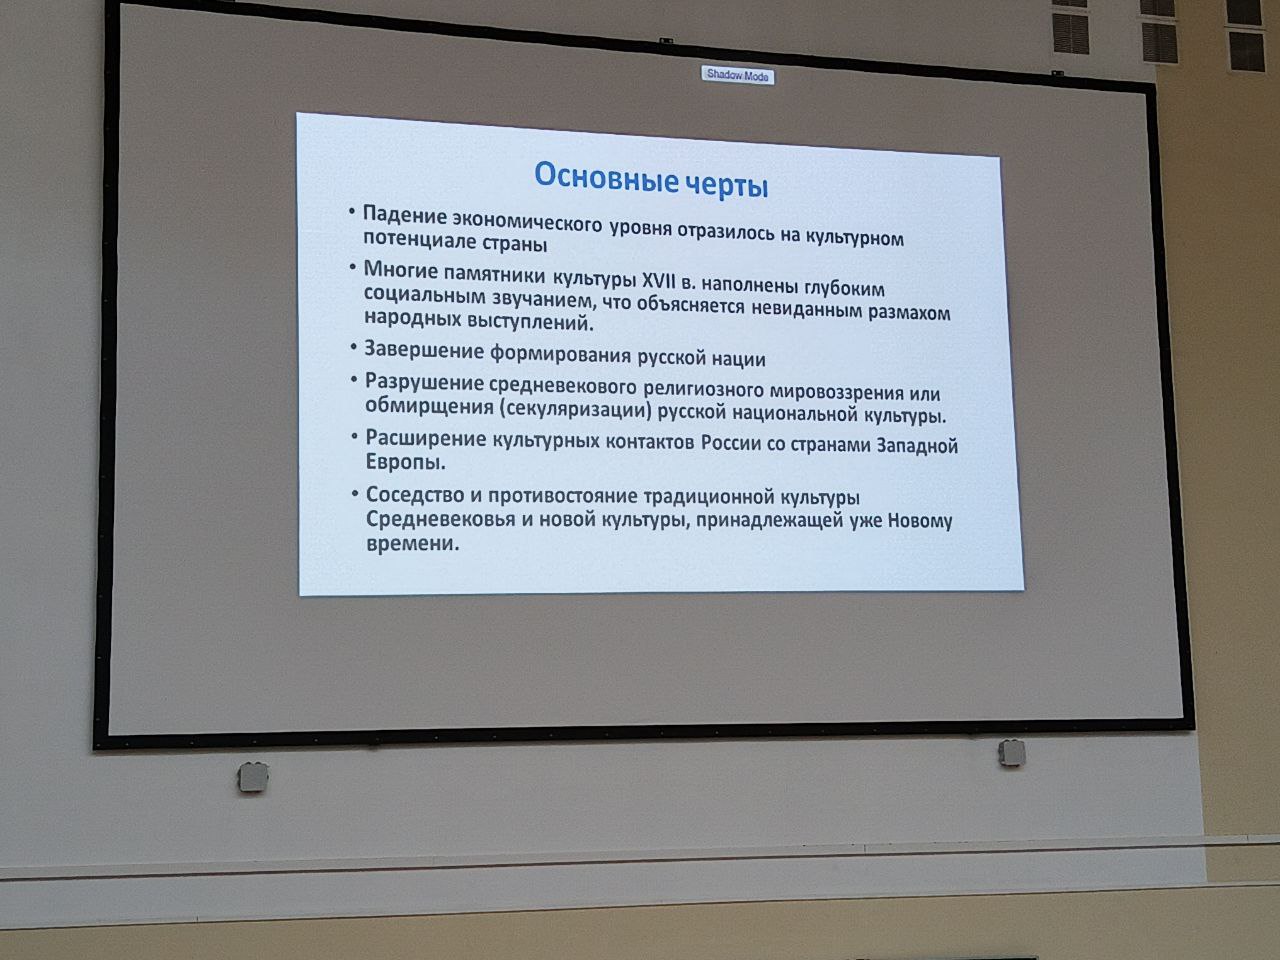 Shadow Mode
Основные черты
• Падение экономического уровня отразилось на культурном
потенциале страны
• Многие памятники культуры XVII в. наполнены глубоким
социальным звучанием, что объясняется невиданным размахом
народных выступлений.
• Завершение формирования русской нации
• Разрушение средневекового религиозного мировоззрения или
обмирщения (секуляризации) русской национальной культуры.
• Расширение культурных контактов России со странами Западной
Европы.
• Соседство и противостояние традиционной культуры
Средневековья и новой культуры, принадлежащей уже Новому
времени.